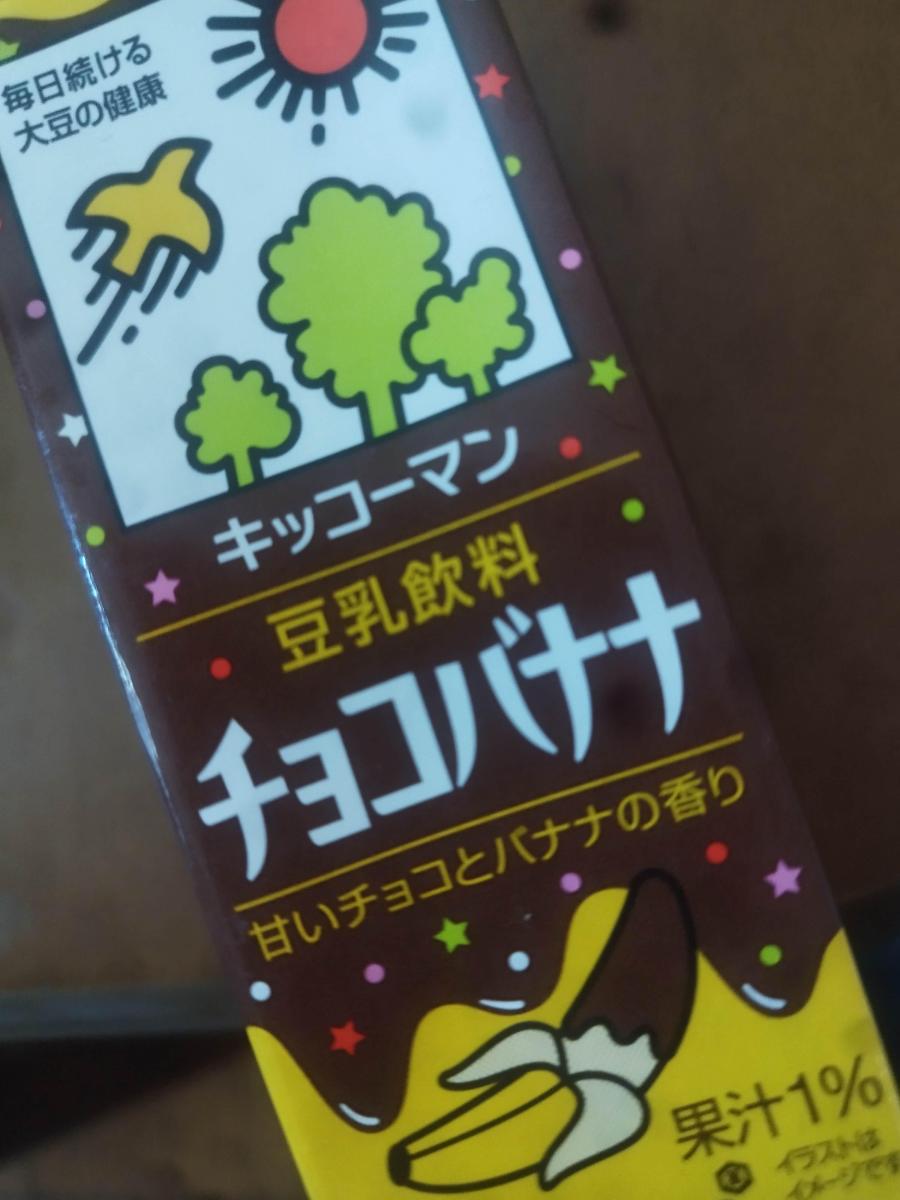 毎日続ける
大豆の健康
キッコーマン
豆乳飲料
チョコバナナ
甘いチョコとバナナの香り
果汁1%
イラストは
イメージです